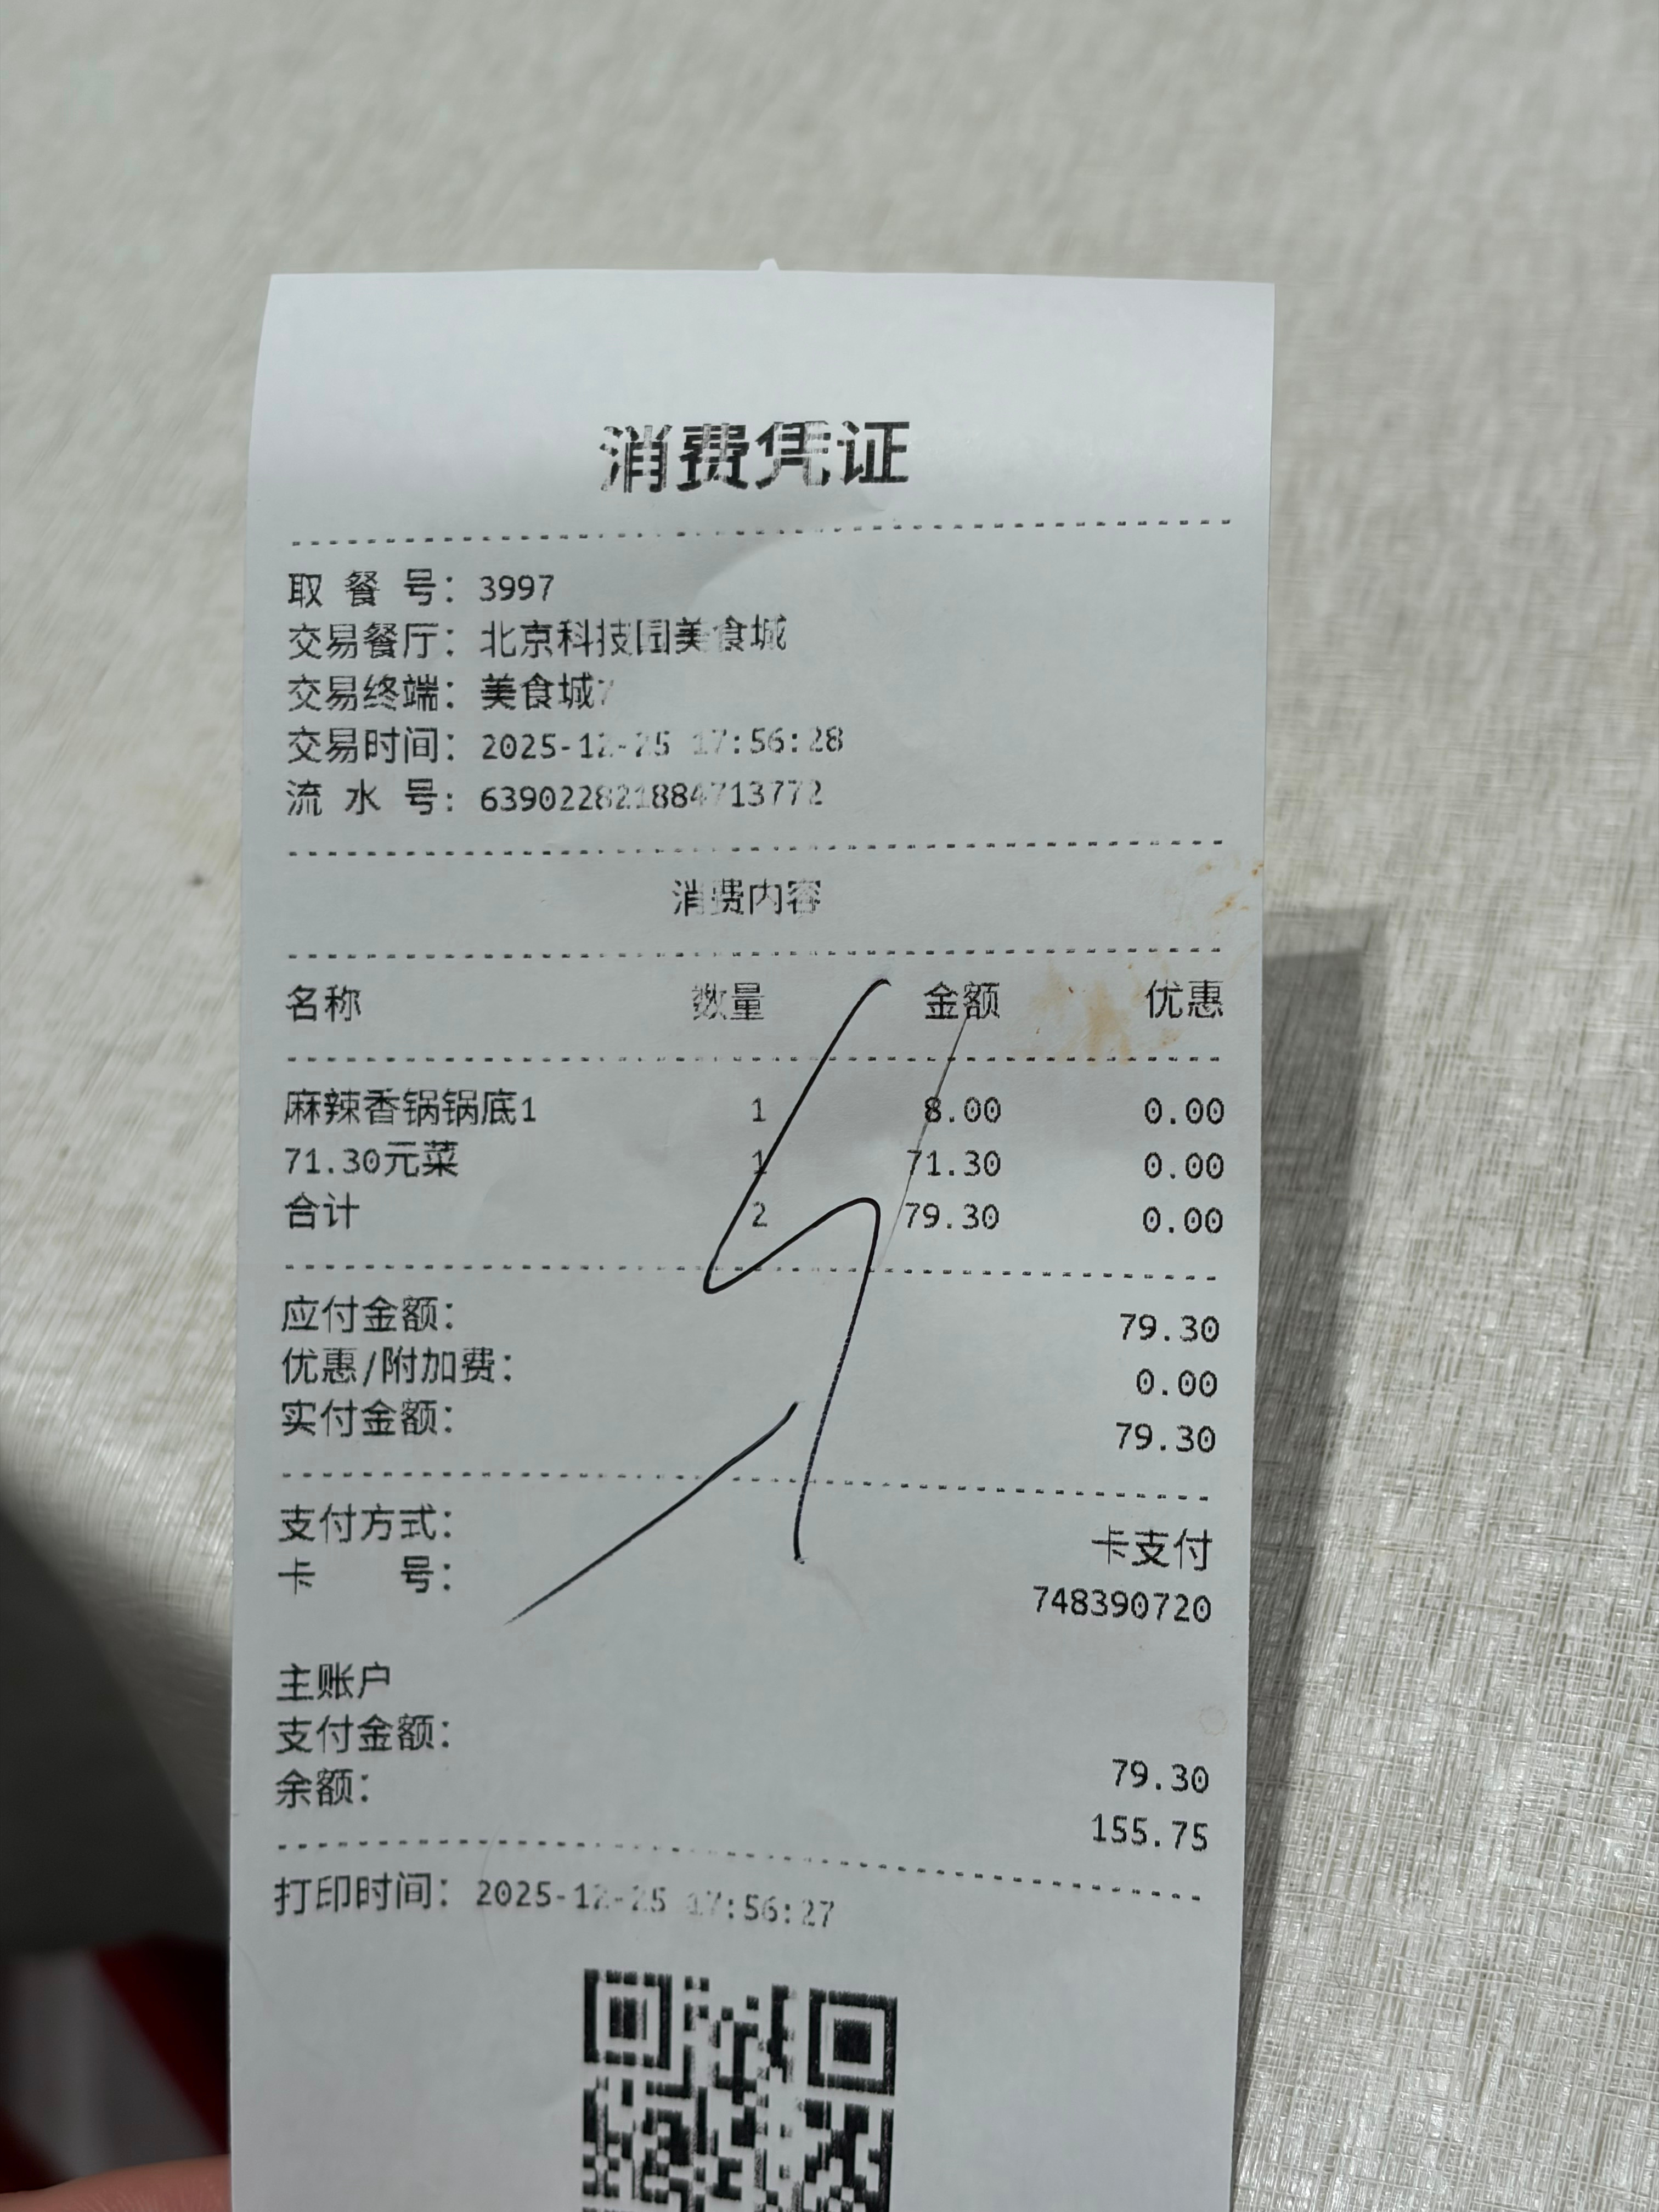 消费凭证
取 餐 号： 3997
交易餐厅： 北京科技园美食城
交易终端： 美食城7
交易时间： 2025-12-25 17:56:28
流 水 号： 639022821884713772
消费内容
名称 数量 金额 优惠
麻辣香锅锅底1 1 8.00 0.00
71.30元菜 1 71.30 0.00
合计 2 79.30 0.00
应付金额： 79.30
优惠/附加费： 0.00
实付金额： 79.30
支付方式： 卡支付
卡 号： 748390720
主账户
支付金额： 79.30
余额： 155.75
打印时间： 2025-12-25 17:56:27